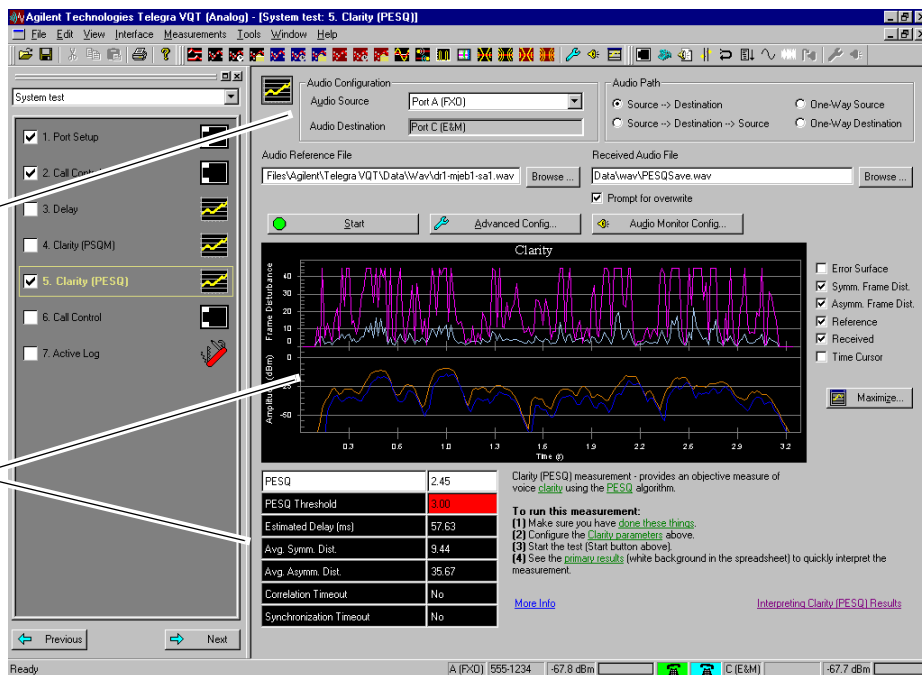 Agilent Technologies Telegra VQT (Analog) - [System test: 5. Clarity (PESQ)]
File Edit View Interface Measurements Tools Window Help
System test
1. Port Setup
2. Call Control
3. Delay
4. Clarity (PSQM)
5. Clarity (PESQ)
6. Call Control
7. Active Log
Previous Next
Audio Configuration
Audio Source Port A (FXO)
Audio Destination Port C (E&M)
Audio Path
Source --> Destination One-Way Source
Source --> Destination --> Source One-Way Destination
Audio Reference File Received Audio File
Files\Agilent\Telegra VQT\Data\Wav\dr1-mjeb1-sa1.wav Browse ... Data\wav\PESQSave.wav Browse ...
Prompt for overwrite
Start Advanced Config... Audio Monitor Config...
Clarity
Frame Disturbance
40
30
20
10
0
Amplitude (dBm)
0
-25
-50
0.3 0.6 1.0 1.3 1.6 1.9 2.2 2.6 2.9 3.2
Time (s)
Error Surface
Symm. Frame Dist.
Asymm. Frame Dist.
Reference
Received
Time Cursor
Maximize...
PESQ 2.45
PESQ Threshold 3.00
Estimated Delay (ms) 57.63
Avg. Symm. Dist. 9.44
Avg. Asymm. Dist. 35.67
Correlation Timeout No
Synchronization Timeout No
Clarity (PESQ) measurement - provides an objective measure of
voice clarity using the PESQ algorithm.
To run this measurement:
(1) Make sure you have done these things.
(2) Configure the Clarity parameters above.
(3) Start the test (Start button above).
(4) See the primary results (white background in the spreadsheet) to quickly interpret the
measurement.
More Info Interpreting Clarity (PESQ) Results
Ready A (FXO) 555-1234 -67.8 dBm C (E&M) -67.7 dBm